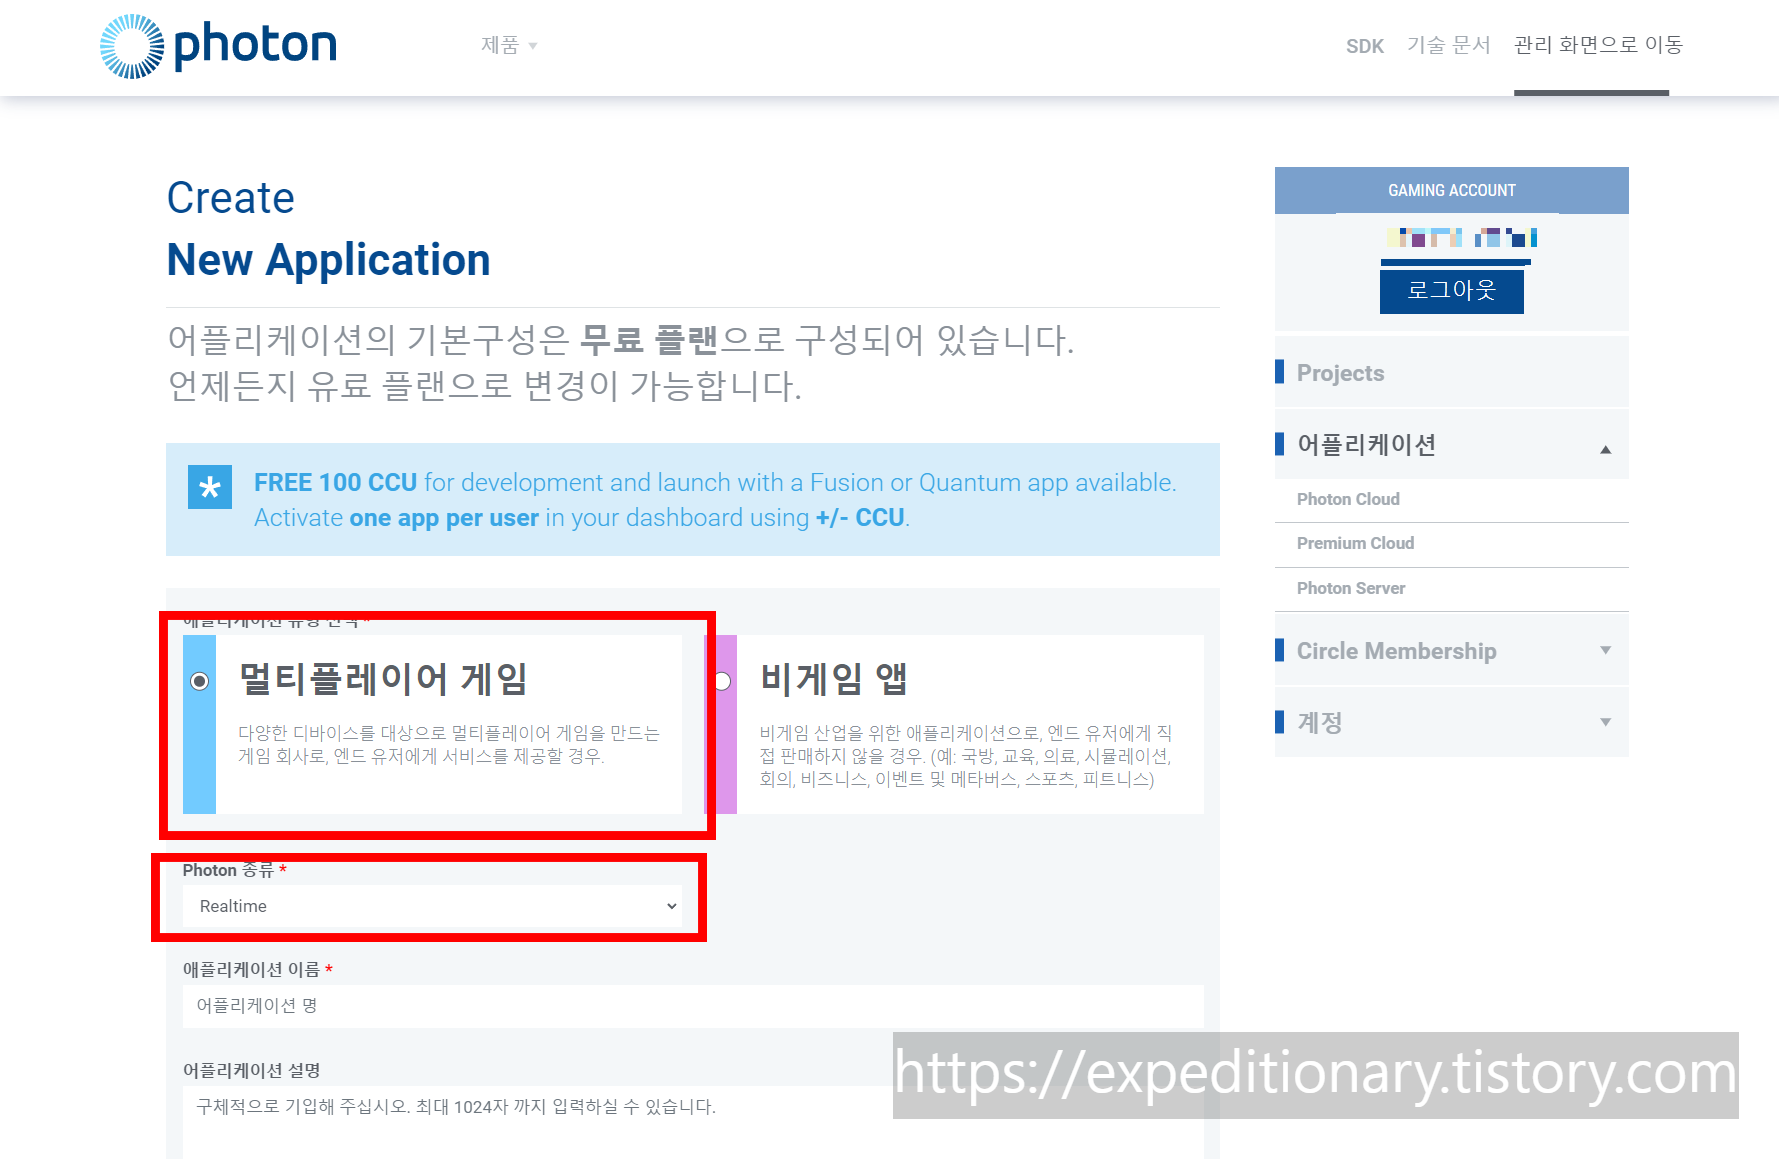 photon
제품
SDK
기술 문서
관리 화면으로 이동
Create
New Application
어플리케이션의 기본구성은 무료 플랜으로 구성되어 있습니다.
언제든지 유료 플랜으로 변경이 가능합니다.
* FREE 100 CCU for development and launch with a Fusion or Quantum app available.
Activate one app per user in your dashboard using +/- CCU.
애플리케이션 유형 선택 *
멀티플레이어 게임
다양한 디바이스를 대상으로 멀티플레이어 게임을 만드는
게임 회사로, 엔드 유저에게 서비스를 제공할 경우.
비게임 앱
비게임 산업을 위한 애플리케이션으로, 엔드 유저에게 직
접 판매하지 않을 경우. (예: 국방, 교육, 의료, 시뮬레이션,
회의, 비즈니스, 이벤트 및 메타버스, 스포츠, 피트니스)
Photon 종류 *
Realtime
애플리케이션 이름 *
어플리케이션 명
어플리케이션 설명
구체적으로 기입해 주십시오. 최대 1024자 까지 입력하실 수 있습니다.
GAMING ACCOUNT
로그아웃
Projects
어플리케이션
Photon Cloud
Premium Cloud
Photon Server
Circle Membership
계정
https://expeditionary.tistory.com